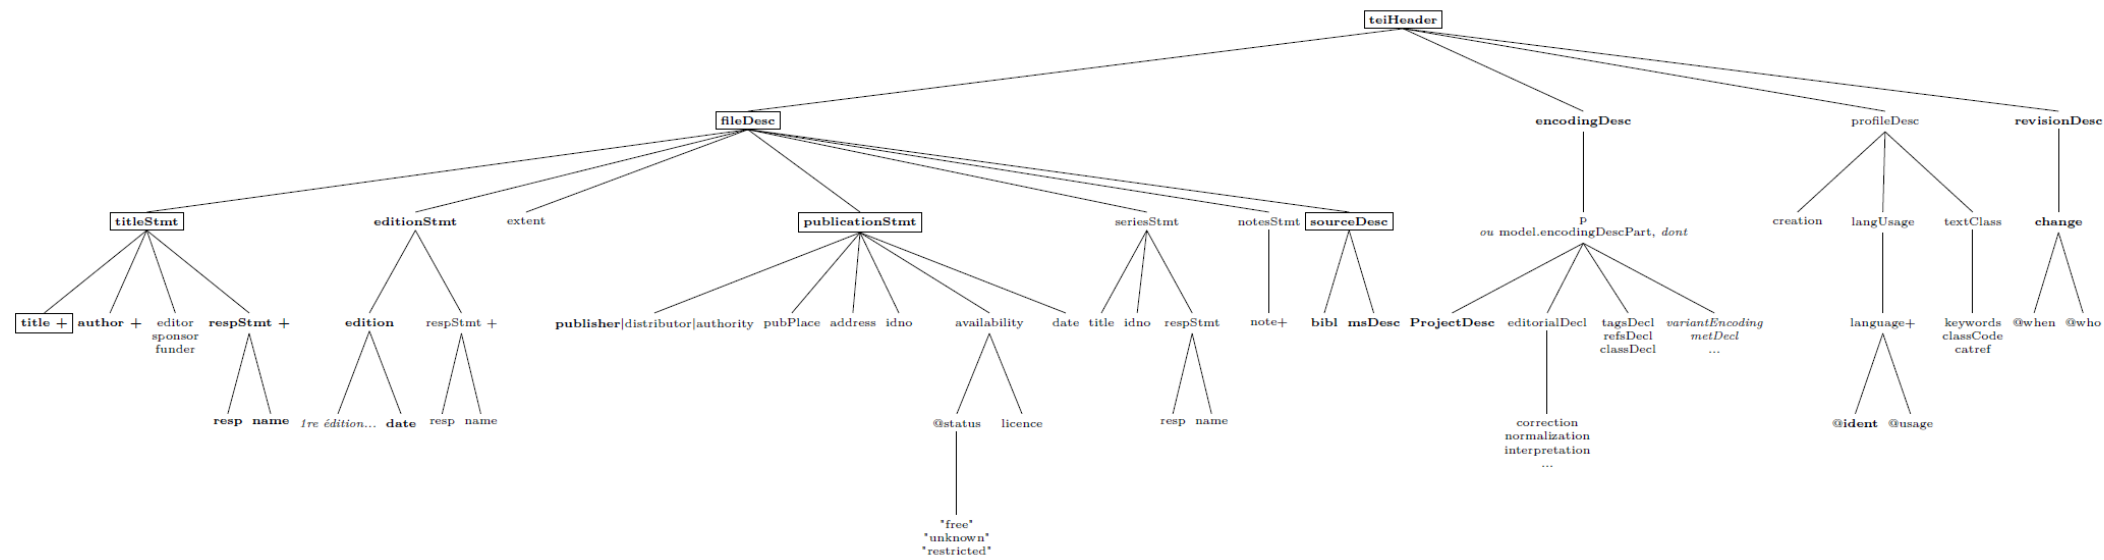 teiHeader
fileDesc encodingDesc profileDesc revisionDesc
titleStmt editionStmt extent publicationStmt seriesStmt notesStmt sourceDesc P creation langUsage textClass change
ou model.encodingDescPart, dont
title + author + editor respStmt + edition respStmt + publisher|distributor|authority pubPlace address idno availability date title idno respStmt note+ bibl msDesc ProjectDesc editorialDecl tagsDecl variantEncoding language+ keywords @when @who
sponsor refsDecl metDecl classCode
funder classDecl ... catref
resp name 1re édition... date resp name @status licence resp name correction @ident @usage
normalization
interpretation
...
"free"
"unknown"
"restricted"